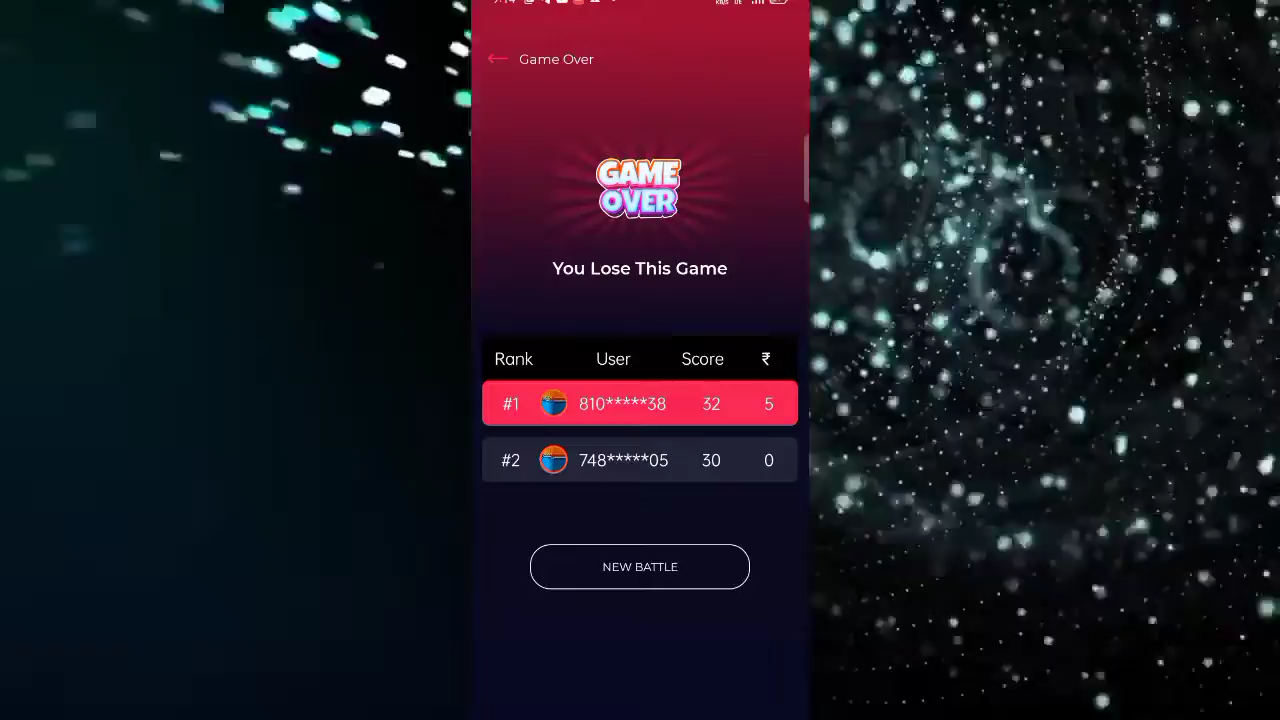 Game Over
GAME
OVER
You Lose This Game
Rank User Score ₹
#1 810*****38 32 5
#2 748*****05 30 0
NEW BATTLE